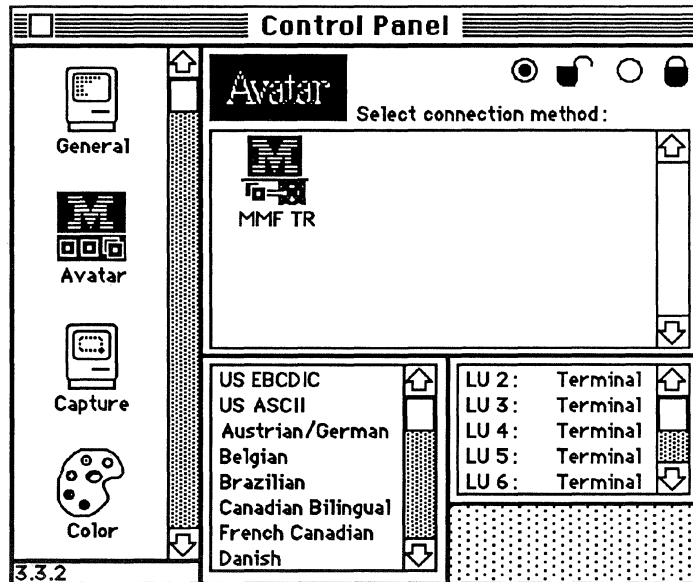 Control Panel
General
Avatar
Capture
Color
3.3.2
Avatar
Select connection method:
MMF TR
US EBCDIC
US ASCII
Austrian/German
Belgian
Brazilian
Canadian Bilingual
French Canadian
Danish
LU 2: Terminal
LU 3: Terminal
LU 4: Terminal
LU 5: Terminal
LU 6: Terminal